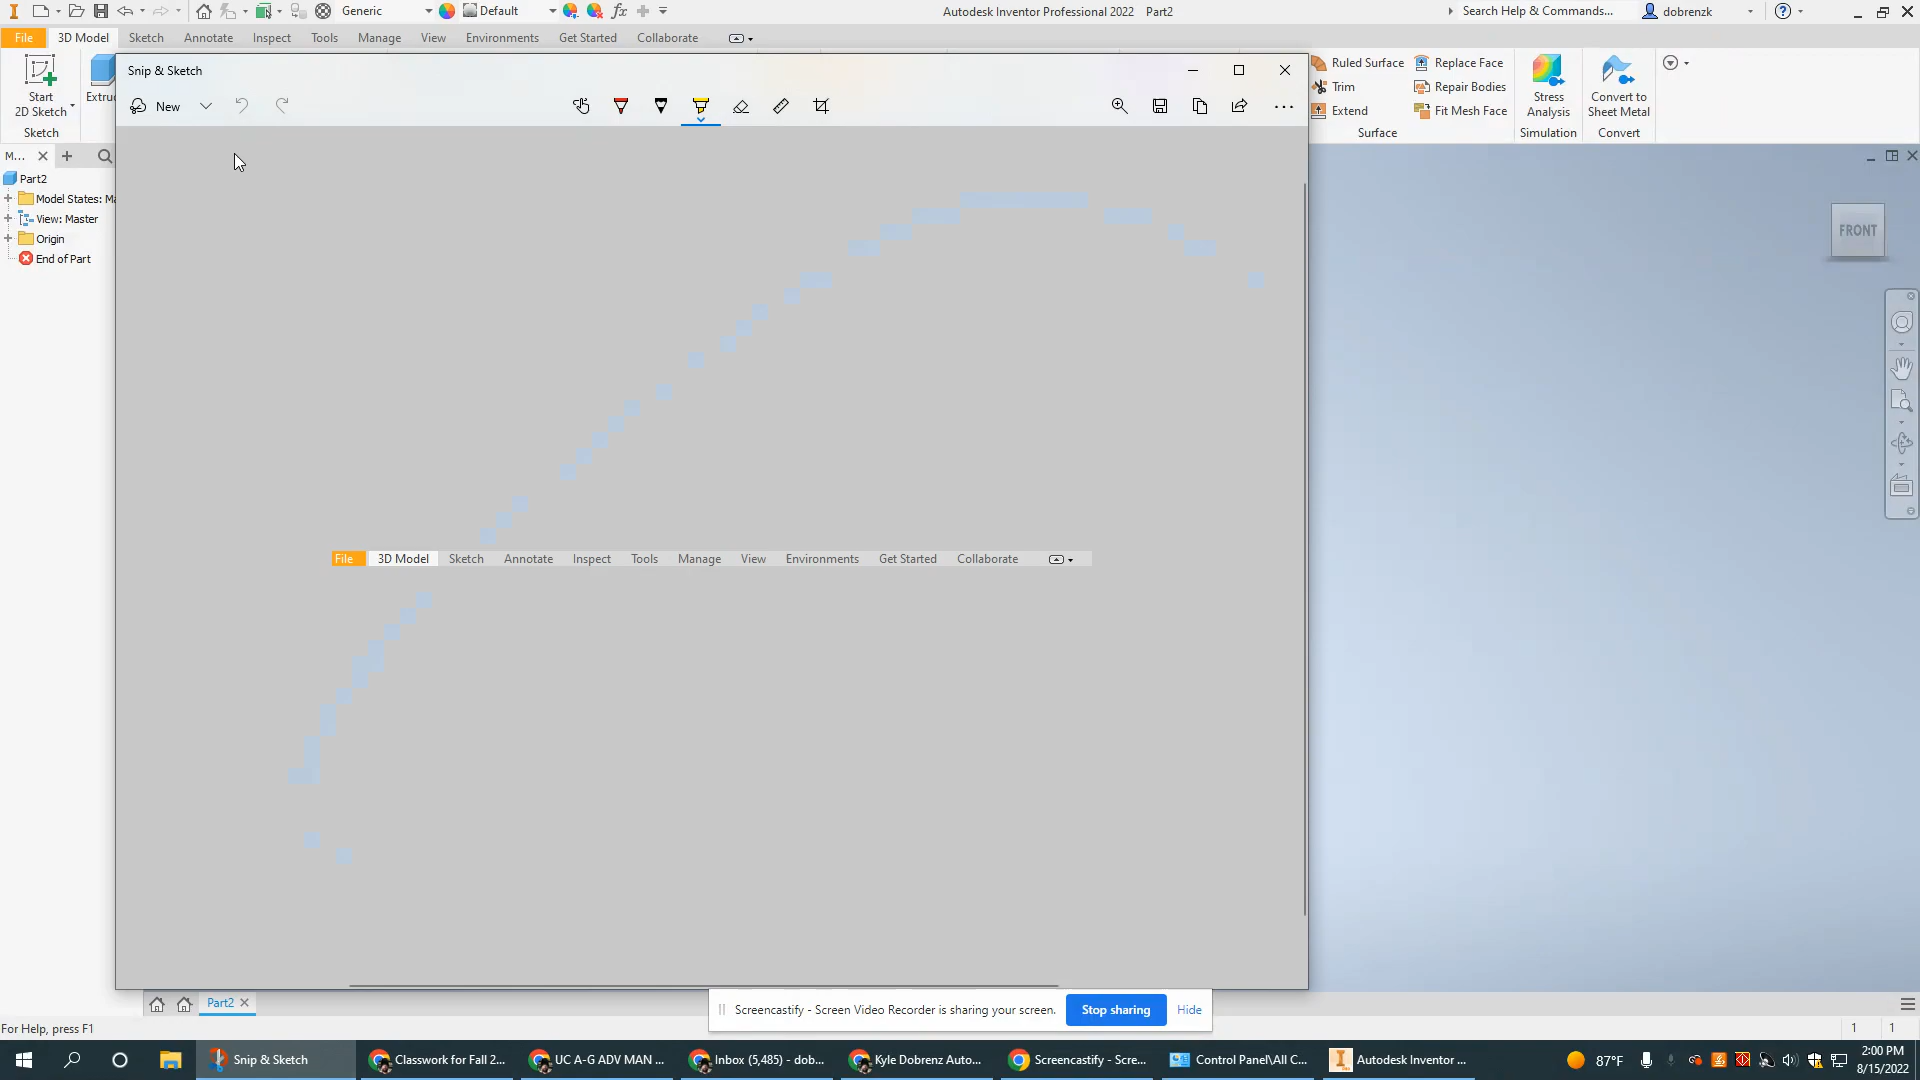 Generic
Default
Autodesk Inventor Professional 2022 Part2
Search Help & Commands...
dobrenzk
File 3D Model Sketch Annotate Inspect Tools Manage View Environments Get Started Collaborate
Start
2D Sketch
Sketch
Extru
Snip & Sketch
New
Ruled Surface
Trim
Extend
Replace Face
Repair Bodies
Fit Mesh Face
Surface
Stress
Analysis
Simulation
Convert to
Sheet Metal
Convert
M...
Part2
Model States: Ma
View: Master
Origin
End of Part
FRONT
File 3D Model Sketch Annotate Inspect Tools Manage View Environments Get Started Collaborate
Part2
Screencastify - Screen Video Recorder is sharing your screen.
Stop sharing
Hide
For Help, press F1
1 1
Snip & Sketch
Classwork for Fall 2...
UC A-G ADV MAN ...
Inbox (5,485) - dob...
Kyle Dobrenz Auto...
Screencastify - Scre...
Control Panel\All C...
Autodesk Inventor ...
87°F
2:00 PM
8/15/2022